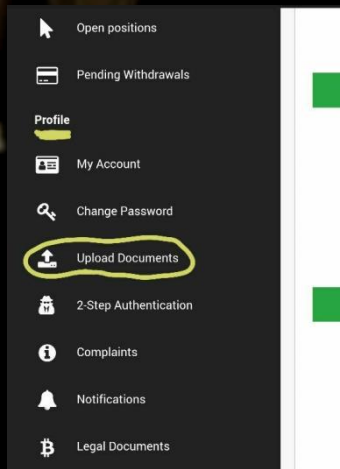 Open positions
Pending Withdrawals
Profile
My Account
Change Password
Upload Documents
2-Step Authentication
Complaints
Notifications
Legal Documents